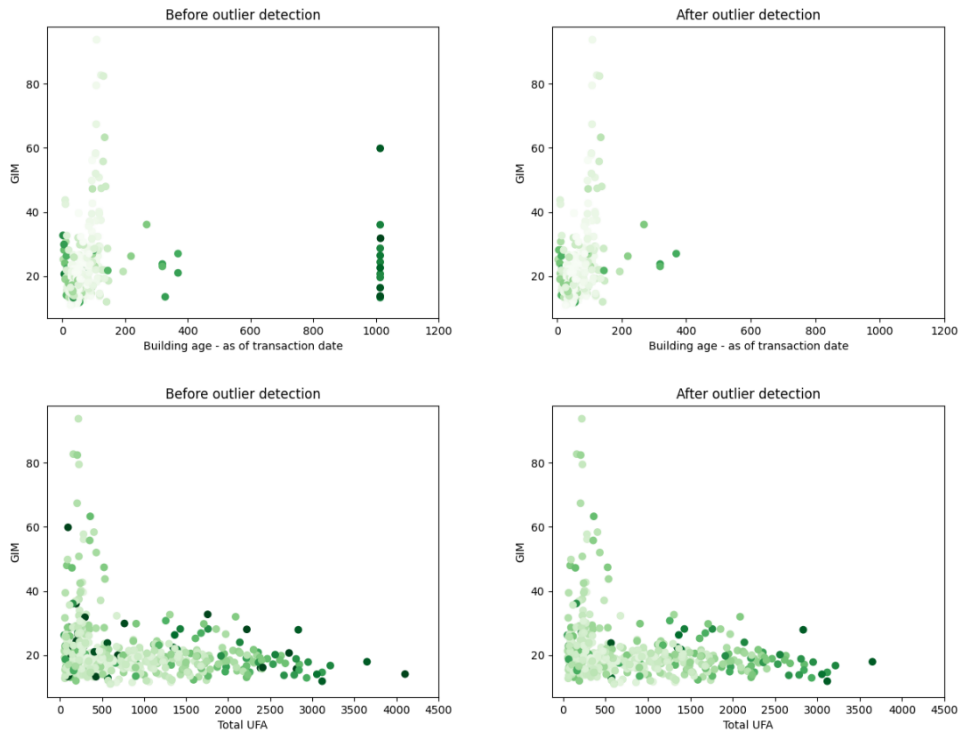 Before outlier detection
After outlier detection
GIM
80
60
40
20
0 200 400 600 800 1000 1200
Building age - as of transaction date
GIM
80
60
40
20
0 200 400 600 800 1000 1200
Building age - as of transaction date
Before outlier detection
After outlier detection
GIM
80
60
40
20
0 500 1000 1500 2000 2500 3000 3500 4000 4500
Total UFA
GIM
80
60
40
20
0 500 1000 1500 2000 2500 3000 3500 4000 4500
Total UFA